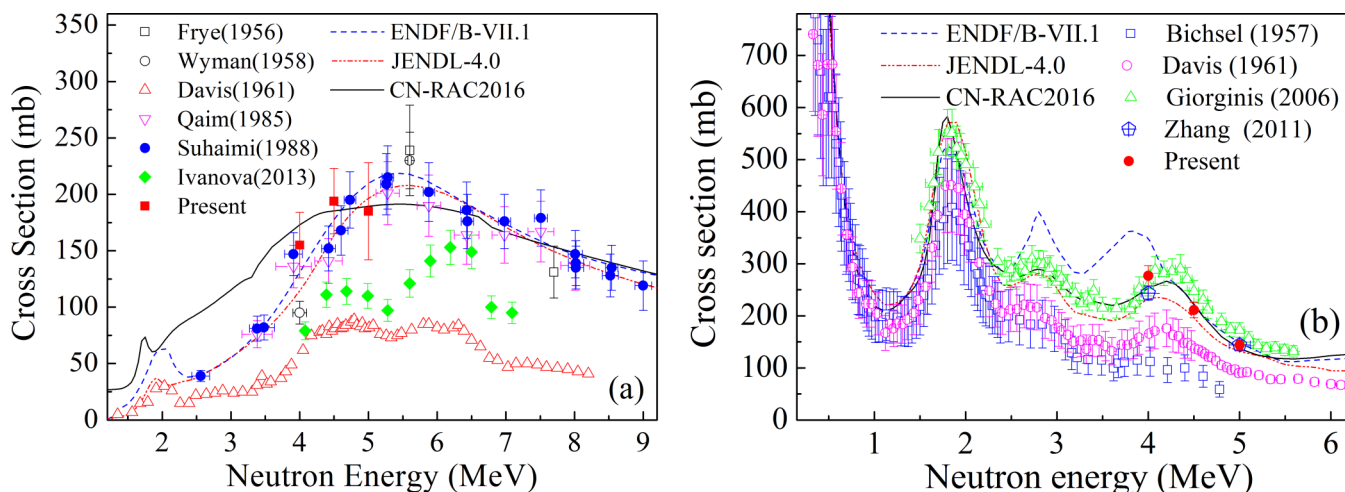 350
300
250
200
150
100
50
0
Cross Section (mb)
Frye(1956)
Wyman(1958)
Davis(1961)
Qaim(1985)
Suhaimi(1988)
Ivanova(2013)
Present
ENDF/B-VII.1
JENDL-4.0
CN-RAC2016
(a)
2 3 4 5 6 7 8 9
Neutron Energy (MeV)
700
600
500
400
300
200
100
0
Cross section (mb)
ENDF/B-VII.1
JENDL-4.0
CN-RAC2016
Bichsel (1957)
Davis (1961)
Giorginis (2006)
Zhang (2011)
Present
(b)
1 2 3 4 5 6
Neutron energy (MeV)